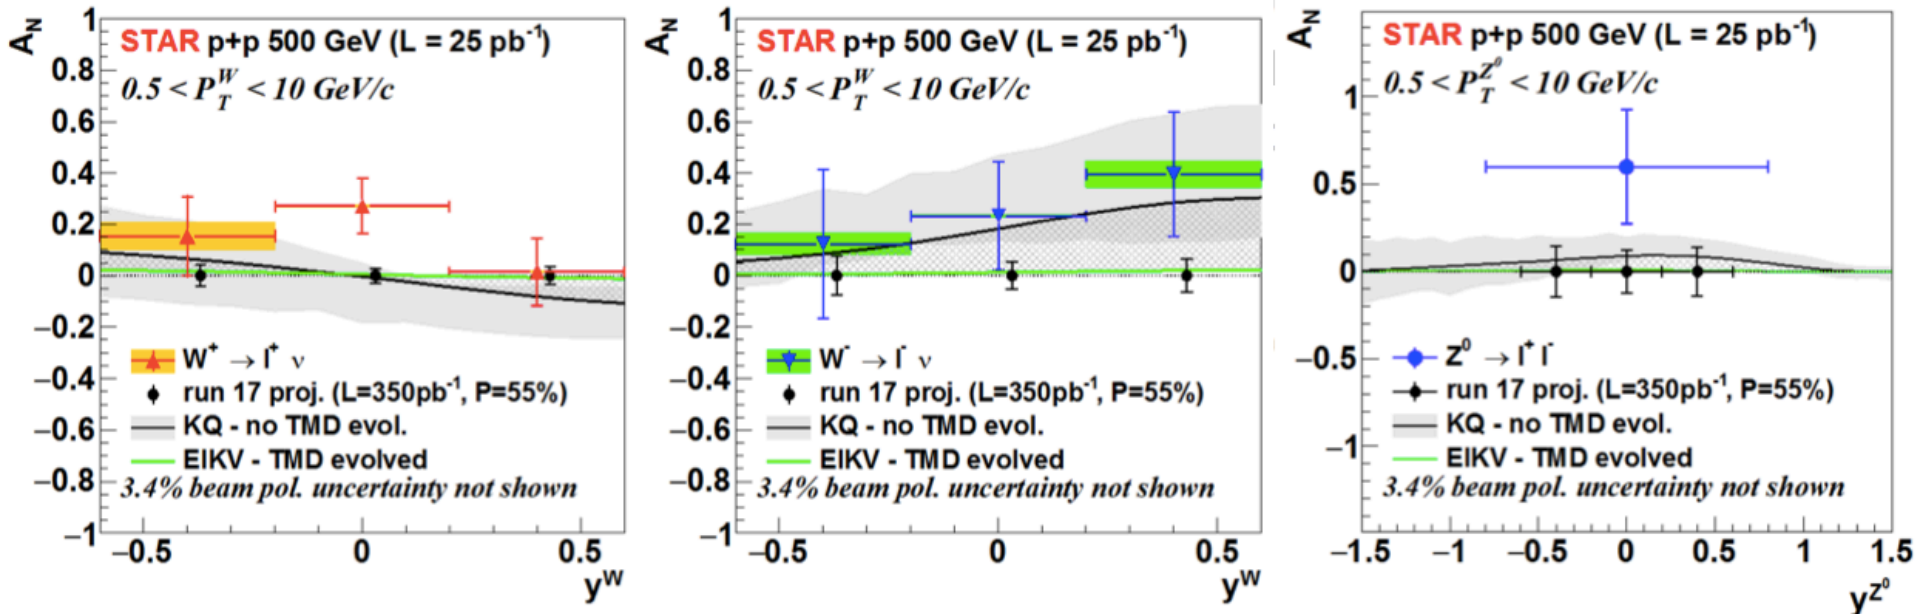 STAR p+p 500 GeV (L = 25 pb⁻¹)
0.5 < P_T^W < 10 GeV/c
A_N
1
0.8
0.6
0.4
0.2
0
−0.2
−0.4
−0.6
−0.8
−1
W⁺ → l⁺ ν
run 17 proj. (L=350pb⁻¹, P=55%)
KQ - no TMD evol.
EIKV - TMD evolved
3.4% beam pol. uncertainty not shown
−0.5 0 0.5
y^W
STAR p+p 500 GeV (L = 25 pb⁻¹)
0.5 < P_T^W < 10 GeV/c
A_N
1
0.8
0.6
0.4
0.2
0
−0.2
−0.4
−0.6
−0.8
−1
W⁻ → l⁻ ν
run 17 proj. (L=350pb⁻¹, P=55%)
KQ - no TMD evol.
EIKV - TMD evolved
3.4% beam pol. uncertainty not shown
−0.5 0 0.5
y^W
STAR p+p 500 GeV (L = 25 pb⁻¹)
0.5 < P_T^{Z⁰} < 10 GeV/c
A_N
1
0.5
0
−0.5
−1
Z⁰ → l⁺ l⁻
run 17 proj. (L=350pb⁻¹, P=55%)
KQ - no TMD evol.
EIKV - TMD evolved
3.4% beam pol. uncertainty not shown
−1.5 −1 −0.5 0 0.5 1 1.5
y^{Z⁰}